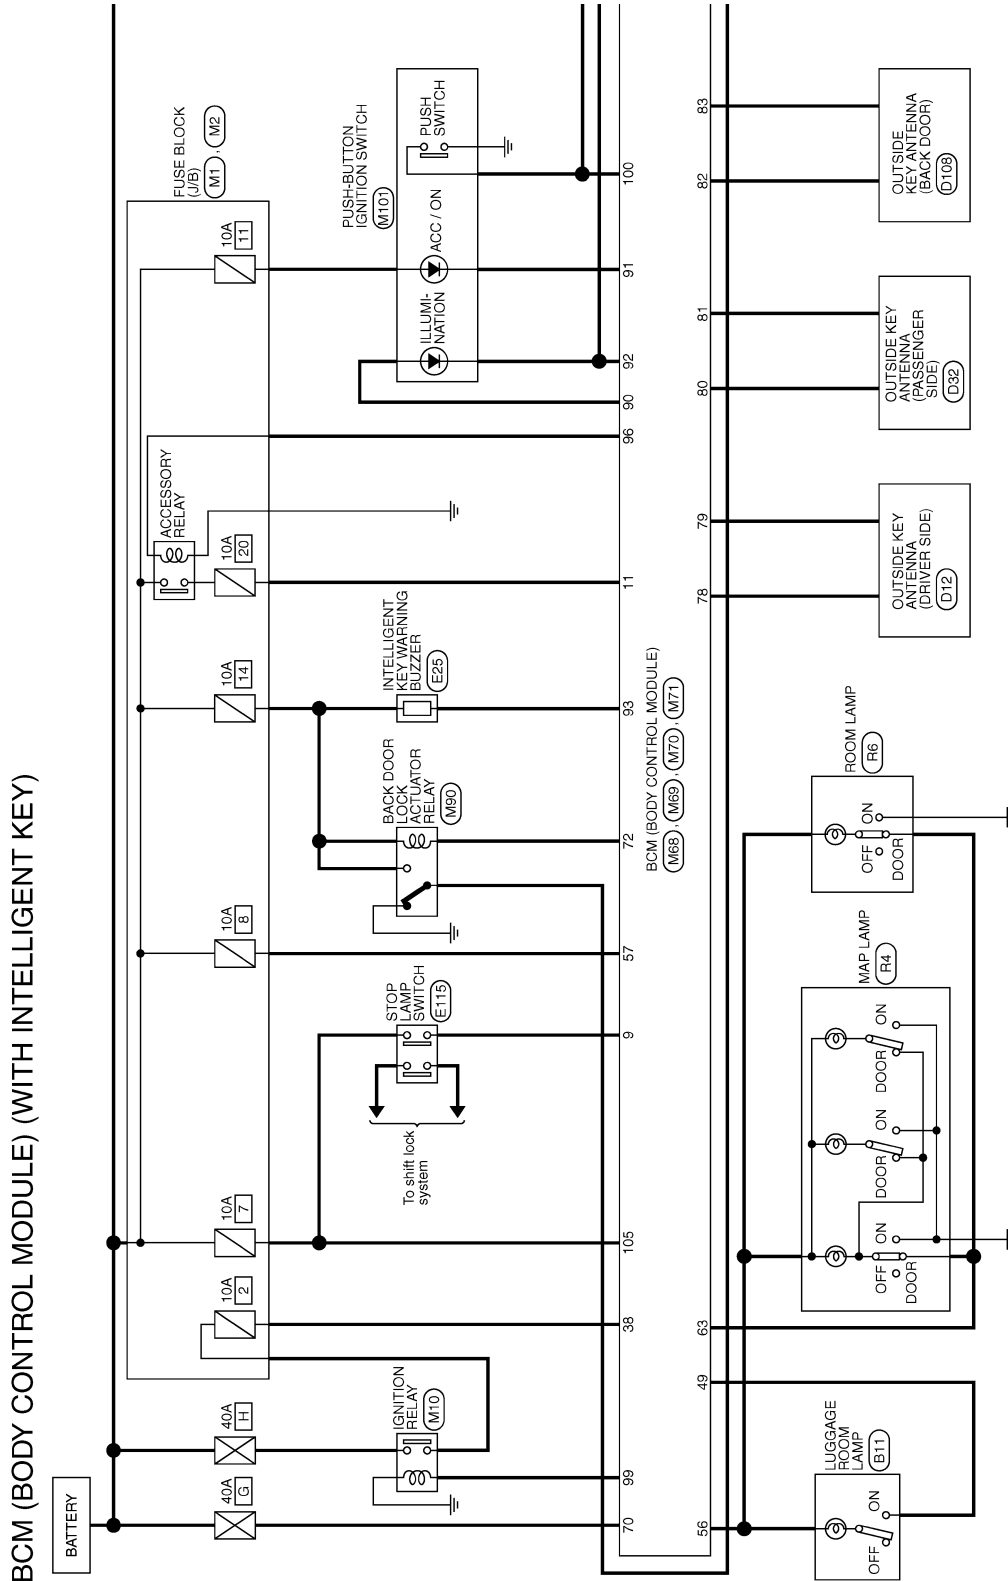 BCM (BODY CONTROL MODULE) (WITH INTELLIGENT KEY)
BATTERY
40A
G
40A
H
10A
2
10A
7
10A
8
10A
14
10A
20
10A
11
ACCESSORY
RELAY
FUSE BLOCK
(J/B)
M1 , M2
IGNITION
RELAY
M10
To shift lock
system
STOP
LAMP
SWITCH
E115
BACK DOOR
LOCK
ACTUATOR
RELAY
M90
INTELLIGENT
KEY WARNING
BUZZER
E25
PUSH-BUTTON
IGNITION SWITCH
M101
ILLUMI-
NATION
ACC / ON
PUSH
SWITCH
70
99
38
105
9
57
72
93
11
96
90
92
91
100
BCM (BODY CONTROL MODULE)
M68 , M69 , M70 , M71
56
49
63
78
79
80
81
82
83
LUGGAGE
ROOM
LAMP
B11
OFF
ON
MAP LAMP
R4
OFF
ON
DOOR
DOOR
ON
DOOR
ON
ROOM LAMP
R6
OFF
ON
DOOR
OUTSIDE KEY
ANTENNA
(DRIVER SIDE)
D12
OUTSIDE KEY
ANTENNA
(PASSENGER
SIDE)
D32
OUTSIDE
KEY ANTENNA
(BACK DOOR)
D108